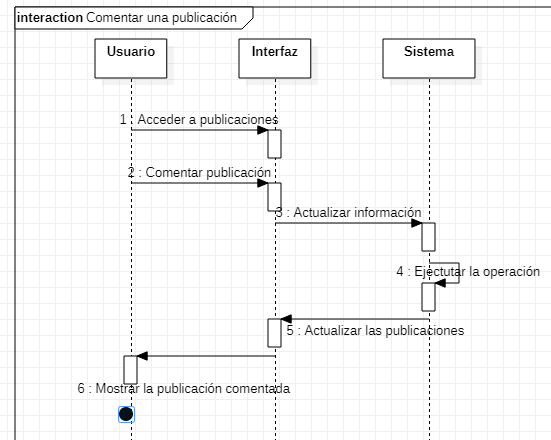 interaction Comentar una publicación
Usuario Interfaz Sistema
1 : Acceder a publicaciones
2 : Comentar publicación
3 : Actualizar información
4 : Ejectutar la operación
5 : Actualizar las publicaciones
6 : Mostrar la publicación comentada